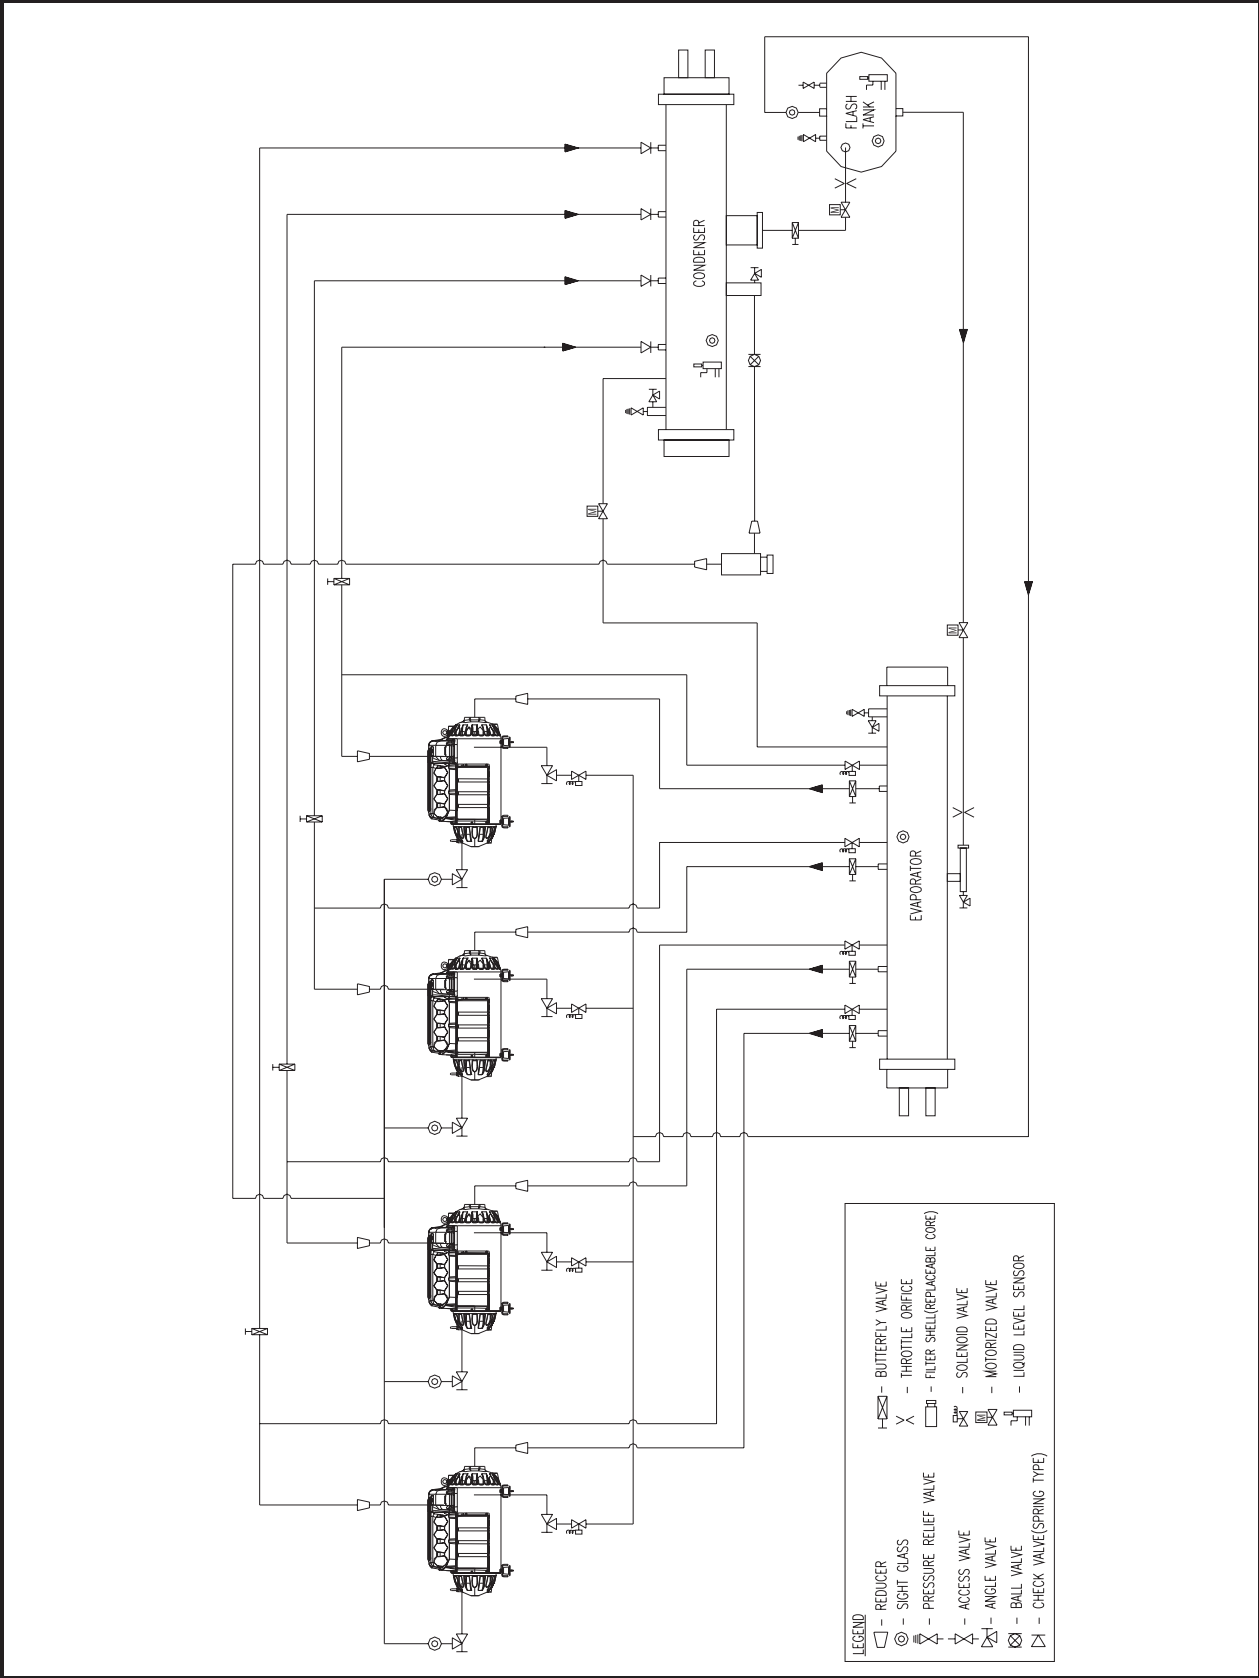 CONDENSER
FLASH
TANK
EVAPORATOR
M
M
M
LEGEND
- REDUCER
- SIGHT GLASS
- PRESSURE RELIEF VALVE
- ACCESS VALVE
- ANGLE VALVE
- BALL VALVE
- CHECK VALVE(SPRING TYPE)
- BUTTERFLY VALVE
- THROTTLE ORIFICE
- FILTER SHELL(REPLACEABLE CORE)
- SOLENOID VALVE
M - MOTORIZED VALVE
- LIQUID LEVEL SENSOR